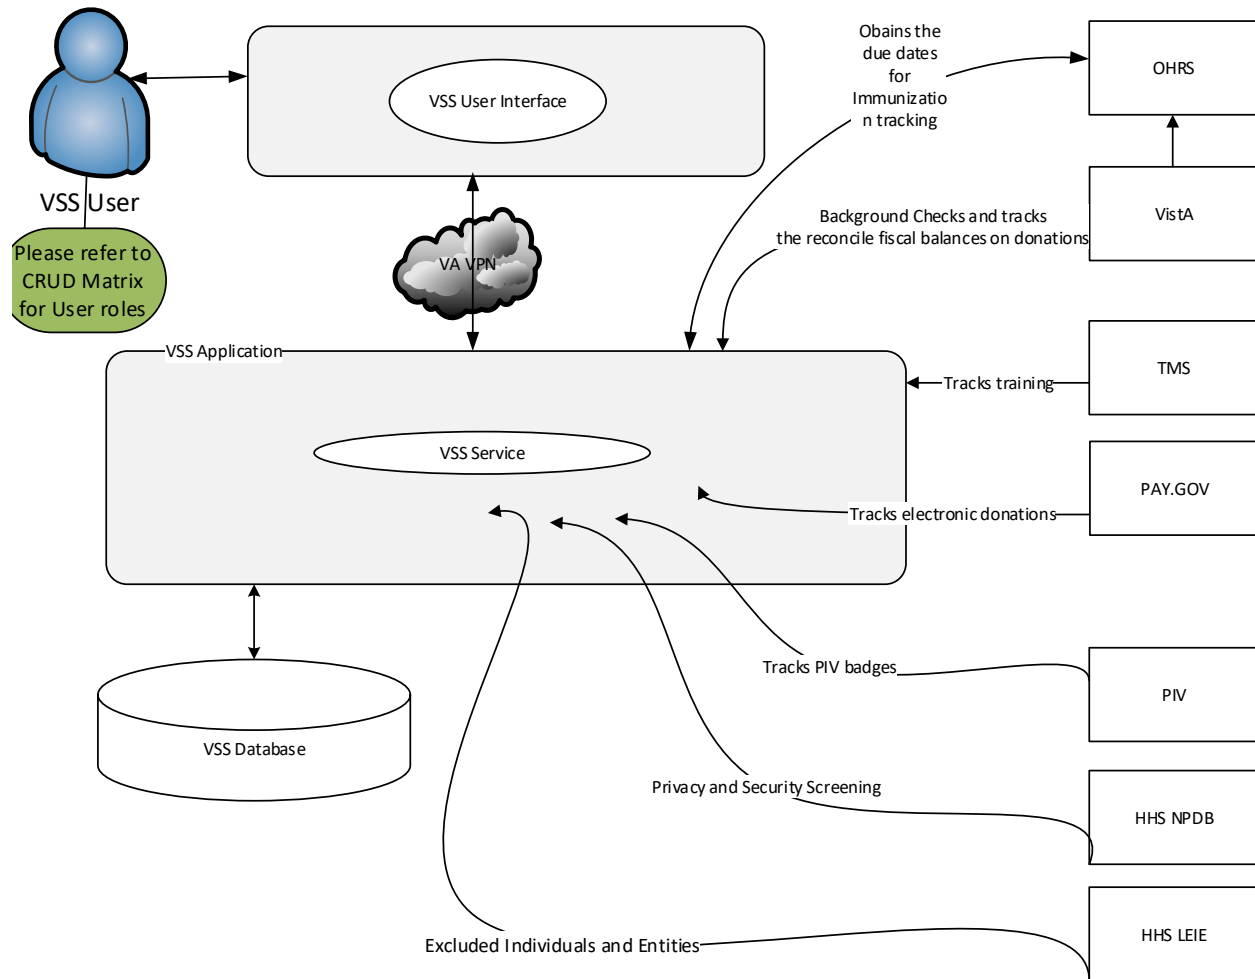 VSS User Interface
VSS User
Please refer to
CRUD Matrix
for User roles
VA VPN
Obains the
due dates
for
Immunizatio
n tracking
OHRS
VistA
Background Checks and tracks
the reconcile fiscal balances on donations
VSS Application
VSS Service
Tracks training
TMS
Tracks electronic donations
PAY.GOV
Tracks PIV badges
PIV
VSS Database
Privacy and Security Screening
HHS NPDB
Excluded Individuals and Entities
HHS LEIE